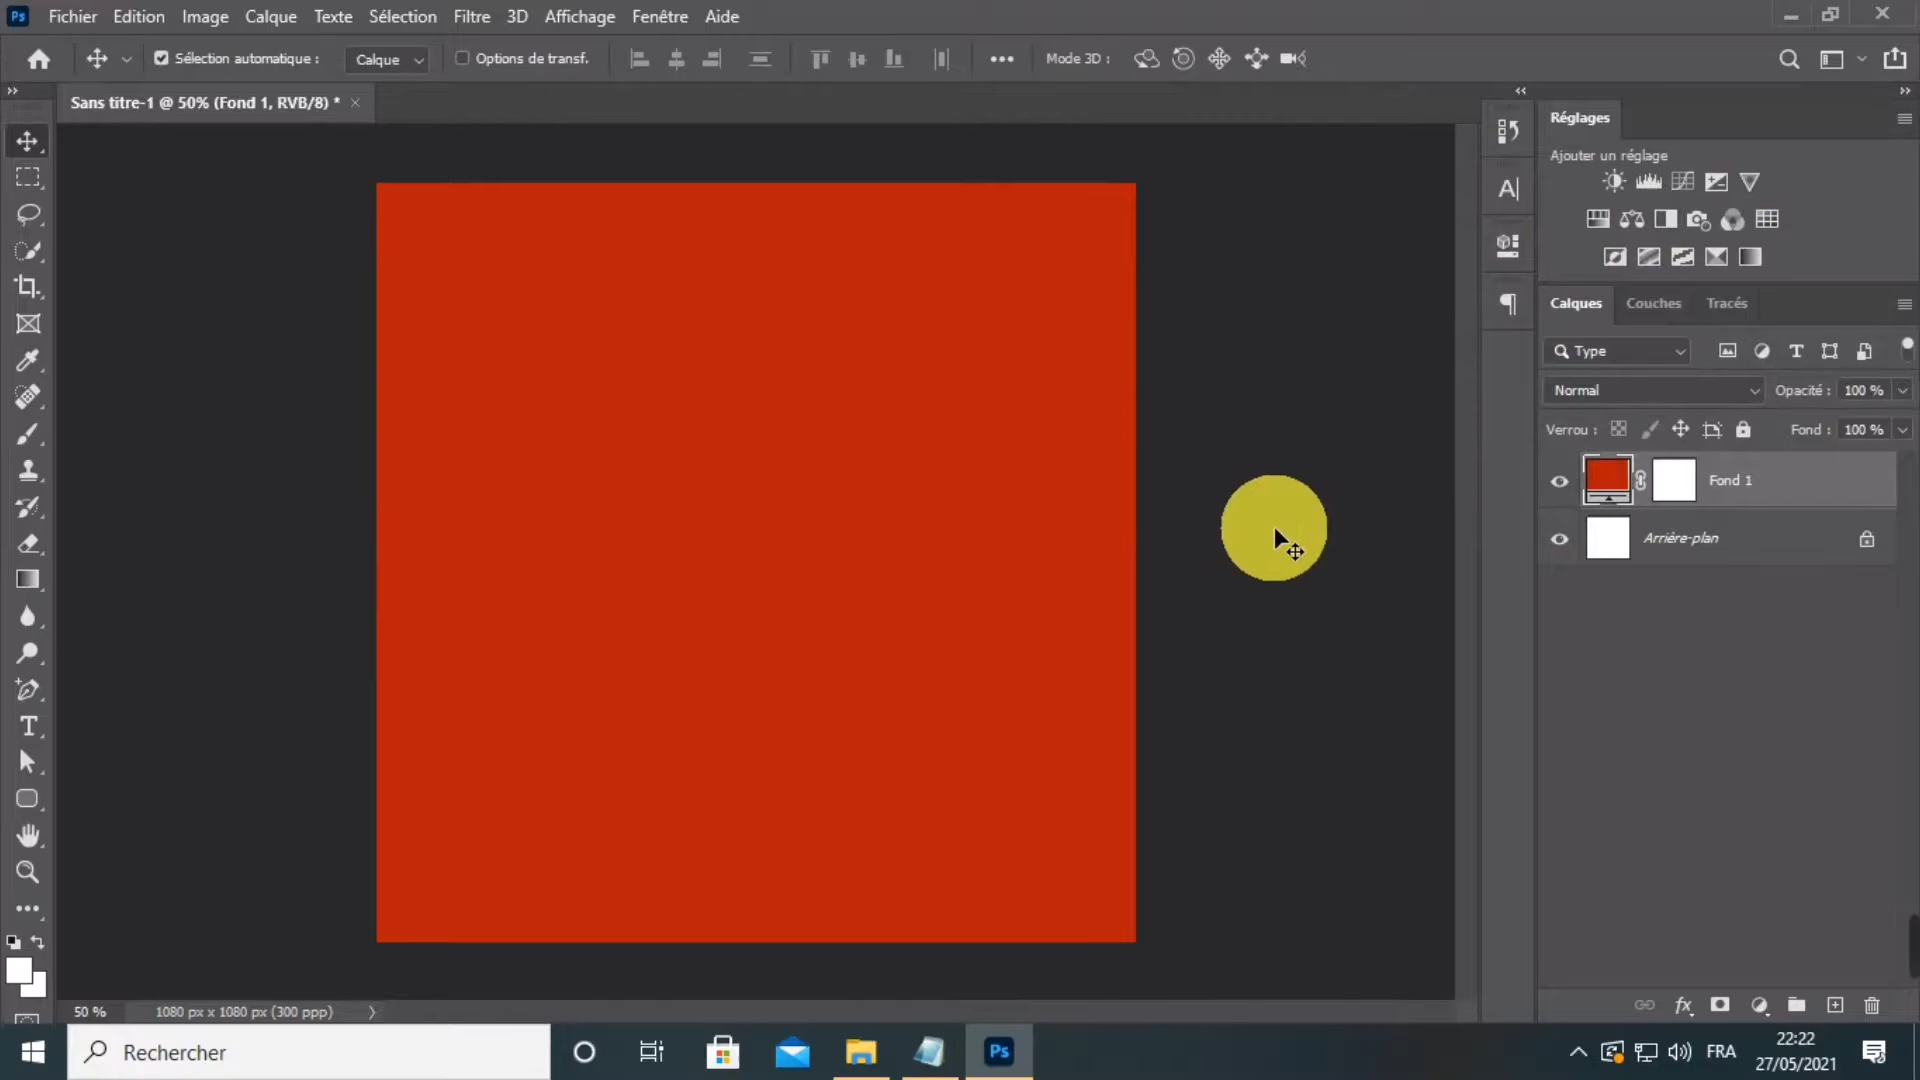 Ps Fichier Edition Image Calque Texte Sélection Filtre 3D Affichage Fenêtre Aide
Sélection automatique : Calque Options de transf. Mode 3D :
Sans titre-1 @ 50% (Fond 1, RVB/8) *
Réglages
Ajouter un réglage
Calques Couches Tracés
Type
Normal Opacité : 100 %
Verrou : Fond : 100 %
Fond 1
Arrière-plan
50 % 1080 px x 1080 px (300 ppp)
Rechercher Ps FRA
22:22
27/05/2021